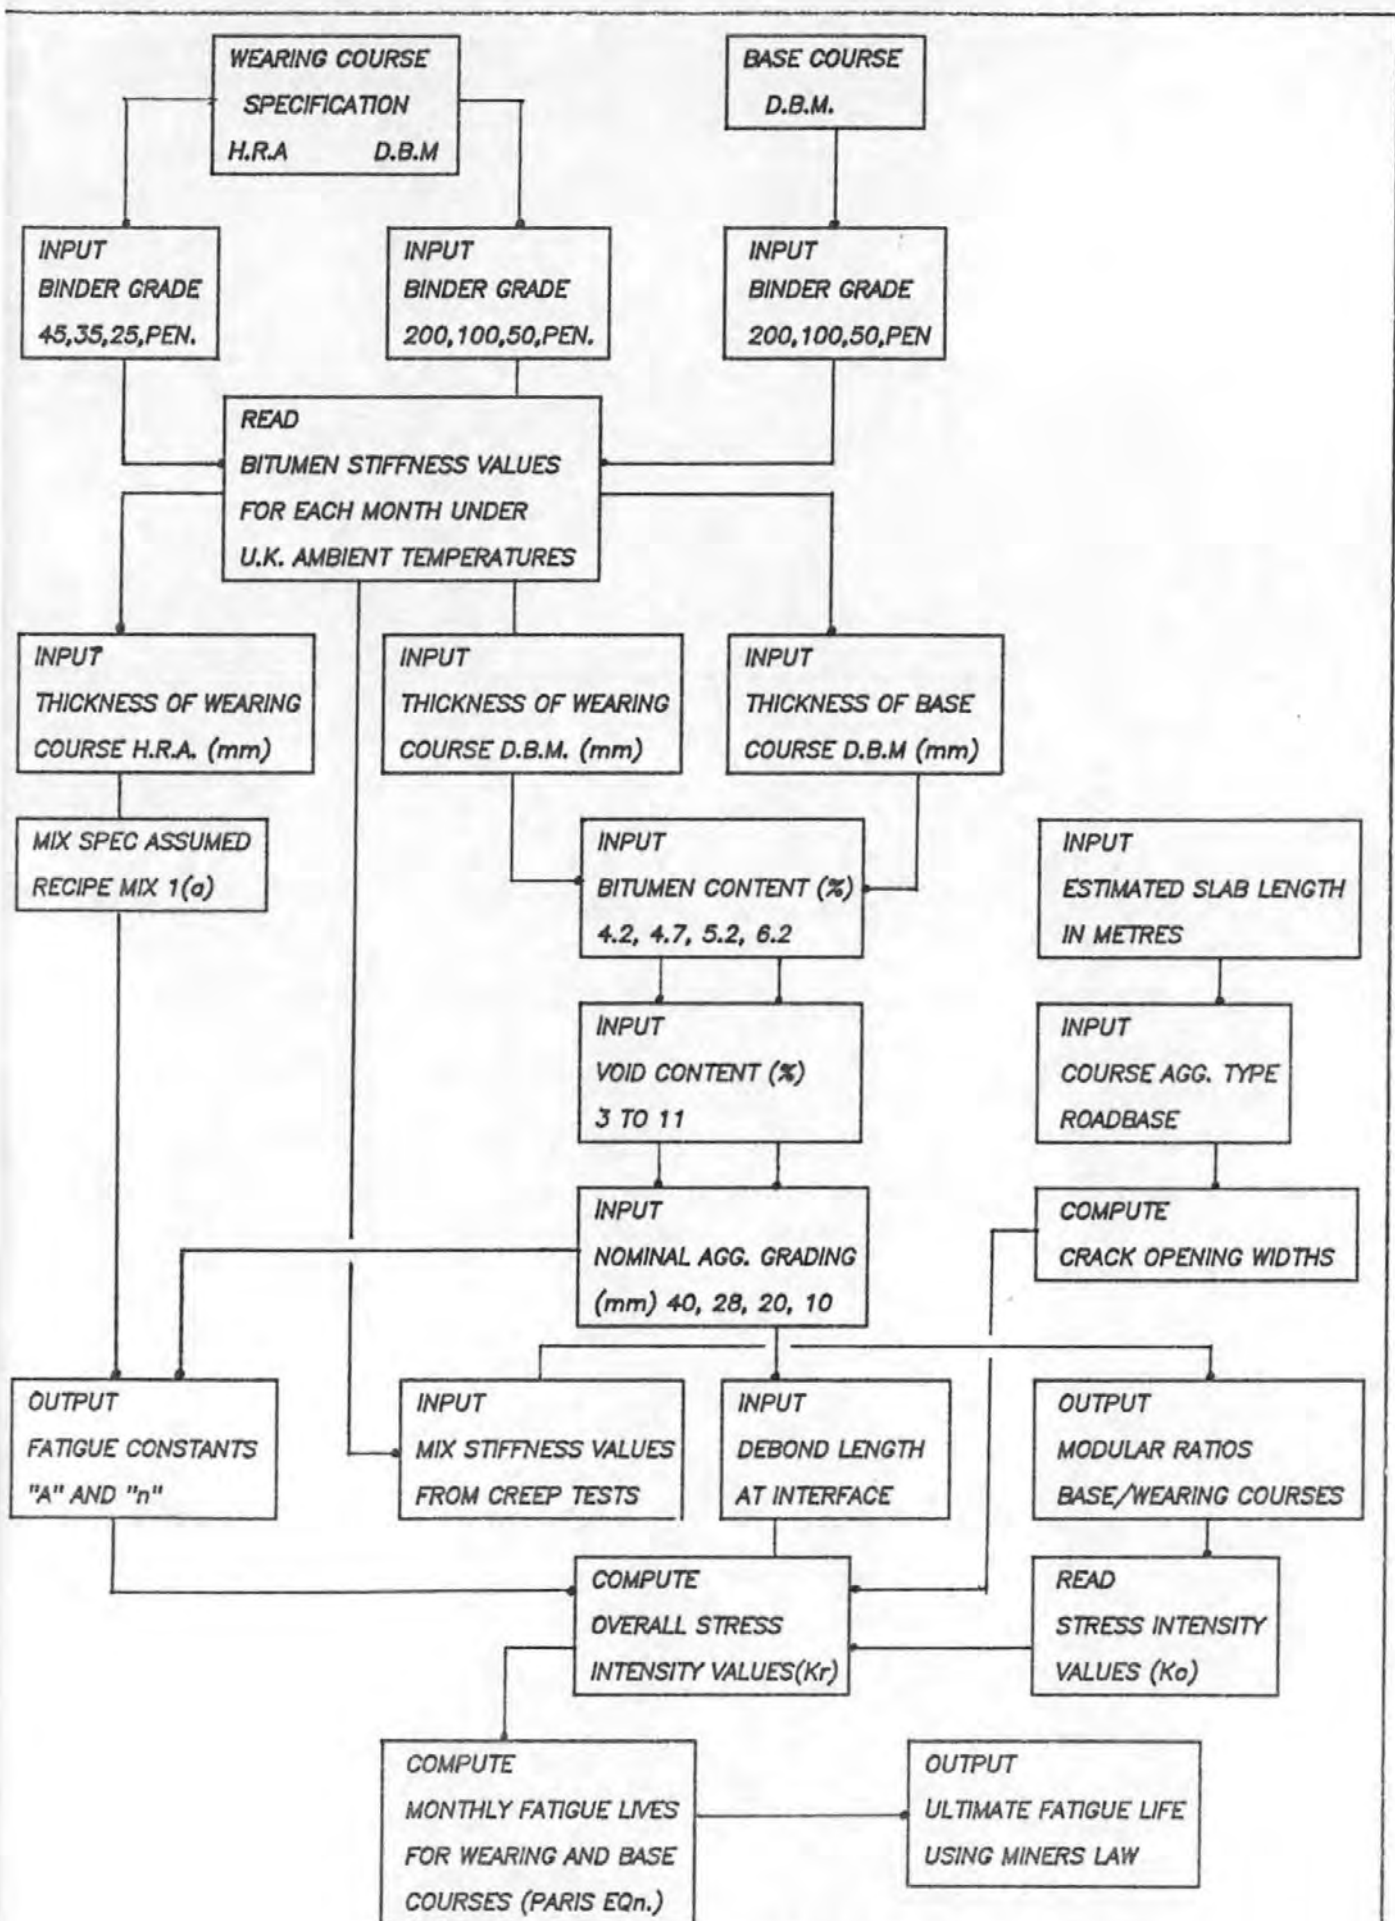 WEARING COURSE
SPECIFICATION
H.R.A D.B.M
BASE COURSE
D.B.M.
INPUT
BINDER GRADE
45,35,25,PEN.
INPUT
BINDER GRADE
200,100,50,PEN.
INPUT
BINDER GRADE
200,100,50,PEN
READ
BITUMEN STIFFNESS VALUES
FOR EACH MONTH UNDER
U.K. AMBIENT TEMPERATURES
INPUT
THICKNESS OF WEARING
COURSE H.R.A. (mm)
INPUT
THICKNESS OF WEARING
COURSE D.B.M. (mm)
INPUT
THICKNESS OF BASE
COURSE D.B.M (mm)
MIX SPEC ASSUMED
RECIPE MIX 1(a)
INPUT
BITUMEN CONTENT (%)
4.2, 4.7, 5.2, 6.2
INPUT
ESTIMATED SLAB LENGTH
IN METRES
INPUT
VOID CONTENT (%)
3 TO 11
INPUT
COURSE AGG. TYPE
ROADBASE
INPUT
NOMINAL AGG. GRADING
(mm) 40, 28, 20, 10
COMPUTE
CRACK OPENING WIDTHS
OUTPUT
FATIGUE CONSTANTS
"A" AND "n"
INPUT
MIX STIFFNESS VALUES
FROM CREEP TESTS
INPUT
DEBOND LENGTH
AT INTERFACE
OUTPUT
MODULAR RATIOS
BASE/WEARING COURSES
COMPUTE
OVERALL STRESS
INTENSITY VALUES(Kr)
READ
STRESS INTENSITY
VALUES (Ko)
COMPUTE
MONTHLY FATIGUE LIVES
FOR WEARING AND BASE
COURSES (PARIS EQn.)
OUTPUT
ULTIMATE FATIGUE LIFE
USING MINERS LAW